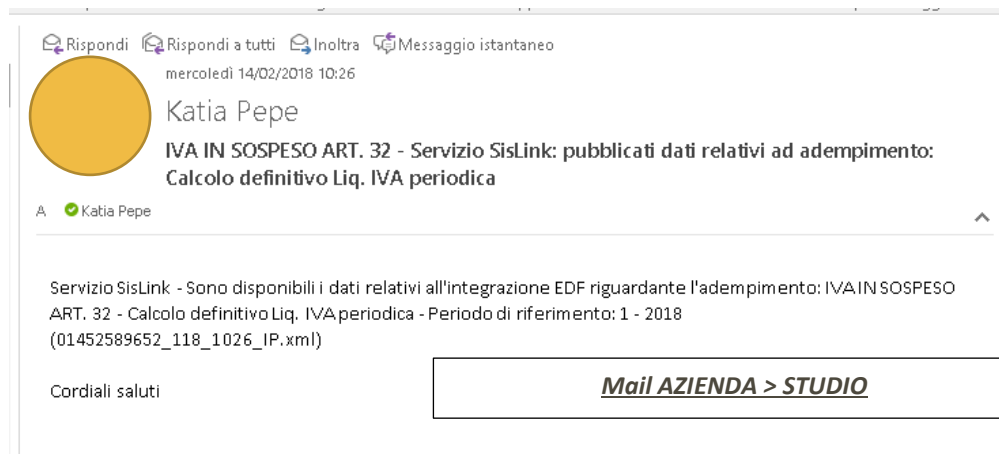 Rispondi Rispondi a tutti Inoltra Messaggio istantaneo
mercoledì 14/02/2018 10:26
Katia Pepe
IVA IN SOSPESO ART. 32 - Servizio SisLink: pubblicati dati relativi ad adempimento:
Calcolo definitivo Liq. IVA periodica
A Katia Pepe
Servizio SisLink - Sono disponibili i dati relativi all'integrazione EDF riguardante l'adempimento: IVA IN SOSPESO
ART. 32 - Calcolo definitivo Liq. IVA periodica - Periodo di riferimento: 1 - 2018
(01452589652_118_1026_IP.xml)
Cordiali saluti
Mail AZIENDA > STUDIO